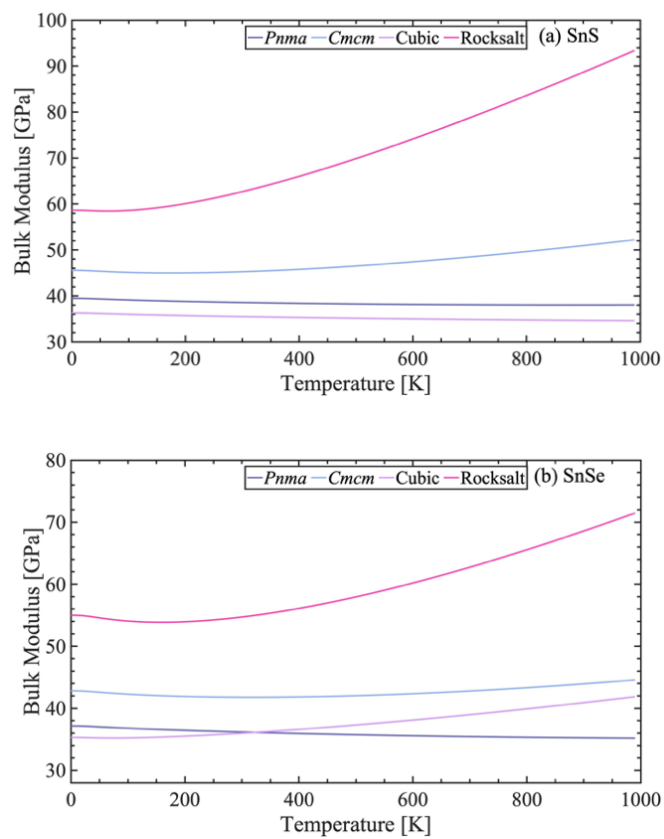 100
Pnma Cmcm Cubic Rocksalt (a) SnS
90
80
70
60
50
40
30
Bulk Modulus [GPa]
0 200 400 600 800 1000
Temperature [K]
80
Pnma Cmcm Cubic Rocksalt (b) SnSe
70
60
50
40
30
Bulk Modulus [GPa]
0 200 400 600 800 1000
Temperature [K]